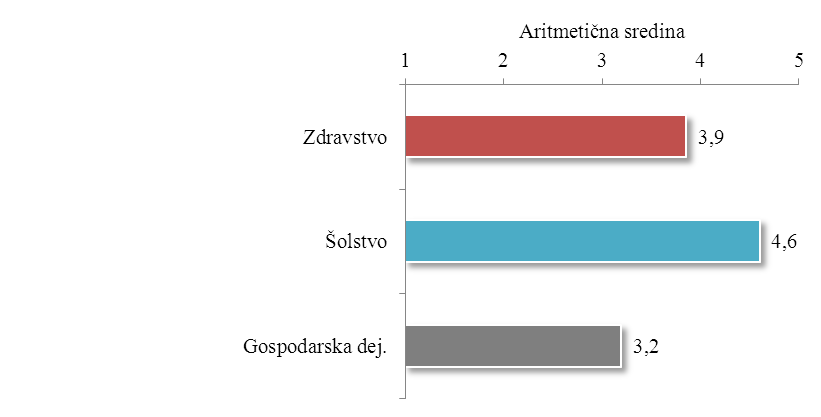 Aritmetična sredina
1 2 3 4 5
Zdravstvo 3,9
Šolstvo 4,6
Gospodarska dej. 3,2